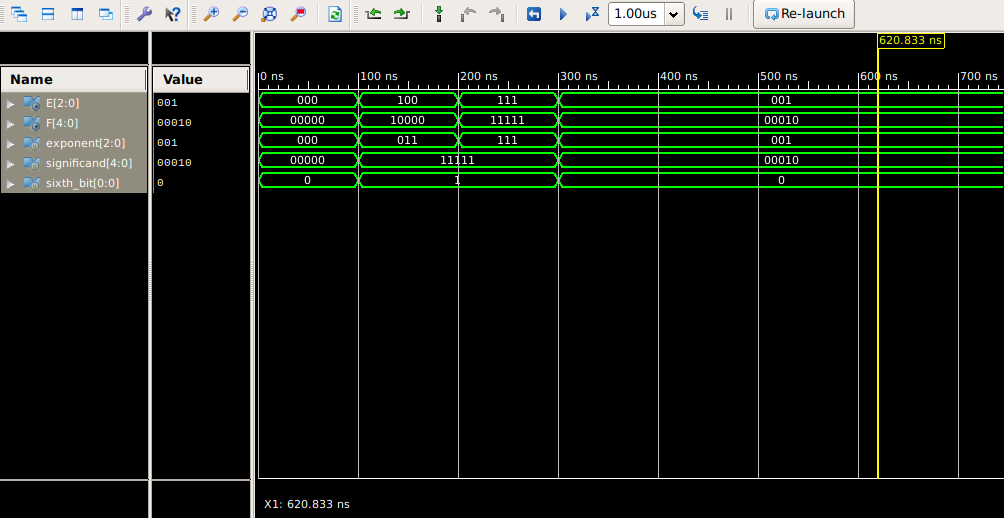 1.00us Re-launch
620.833 ns
Name Value 0 ns 100 ns 200 ns 300 ns 400 ns 500 ns 600 ns 700 ns
E[2:0] 001 000 100 111 001
F[4:0] 00010 00000 10000 11111 00010
exponent[2:0] 001 000 011 111 001
significand[4:0] 00010 00000 11111 00010
sixth_bit[0:0] 0 0 1 0
X1: 620.833 ns